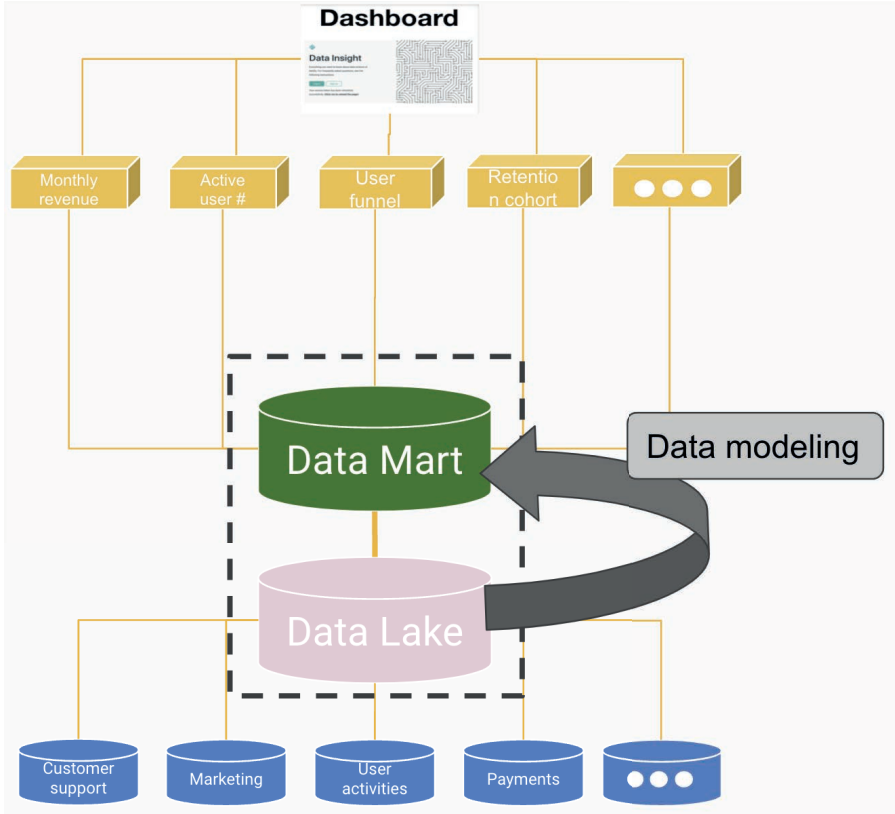 Dashboard
Data Insight
Monthly
revenue
Active
user #
User
funnel
Retentio
n cohort
Data Mart
Data modeling
Data Lake
Customer
support
Marketing
User
activities
Payments